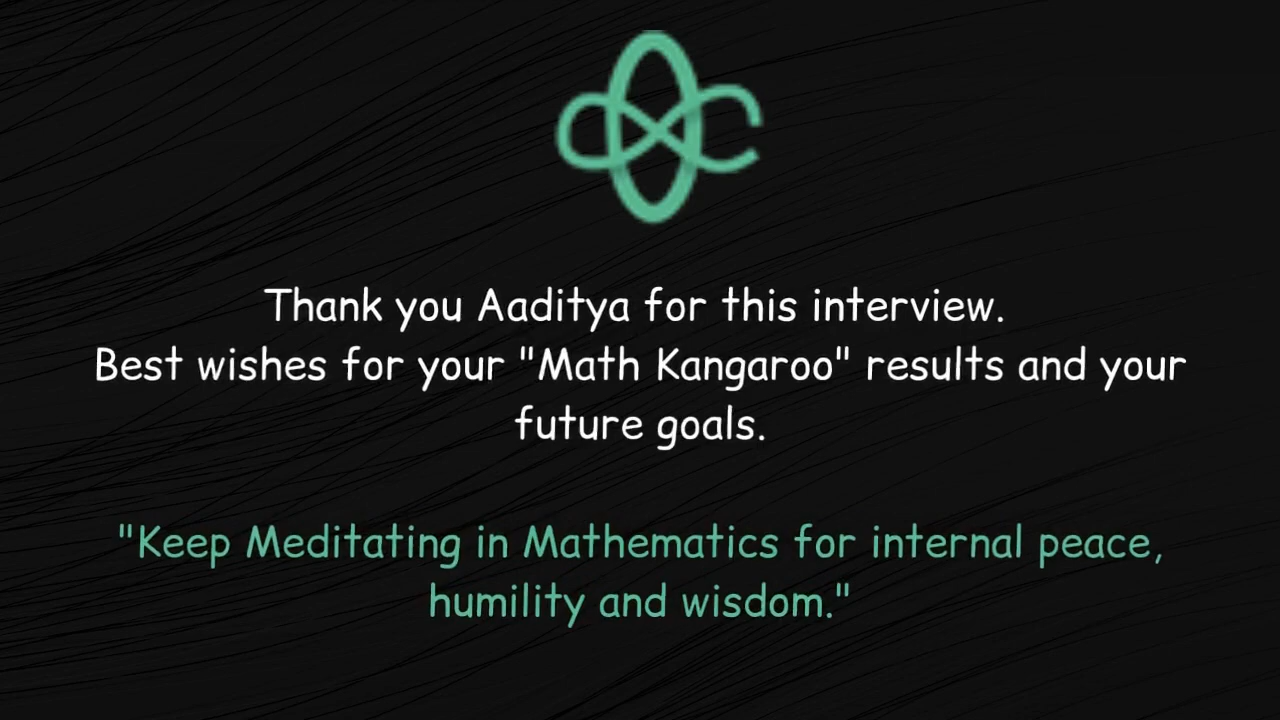 Thank you Aaditya for this interview.
Best wishes for your "Math Kangaroo" results and your
future goals.
"Keep Meditating in Mathematics for internal peace,
humility and wisdom."